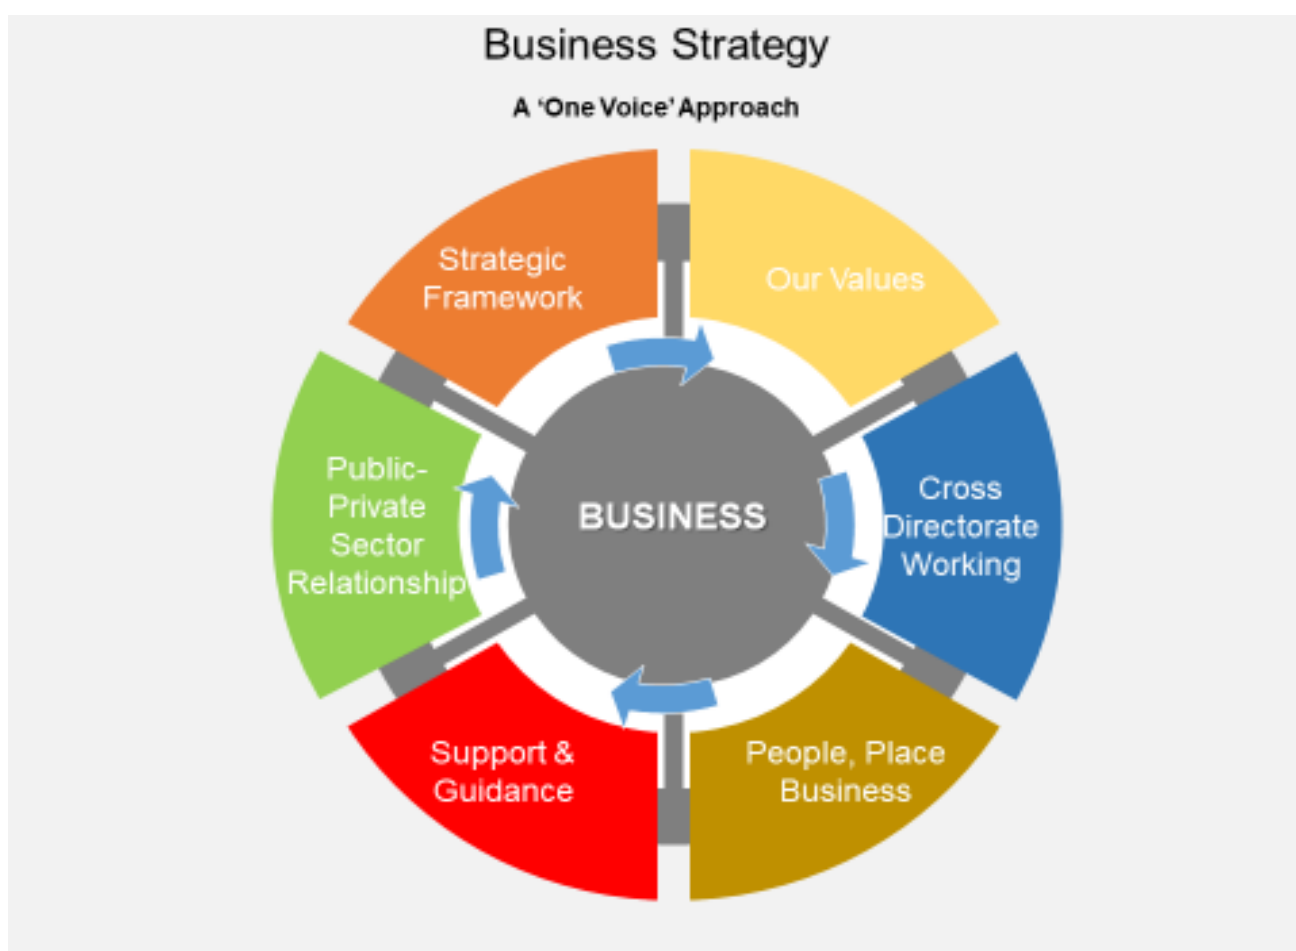 Business Strategy
A ‘One Voice’ Approach
Strategic
Framework
Our Values
Public-
Private
Sector
Relationship
BUSINESS
Cross
Directorate
Working
Support &
Guidance
People, Place
Business